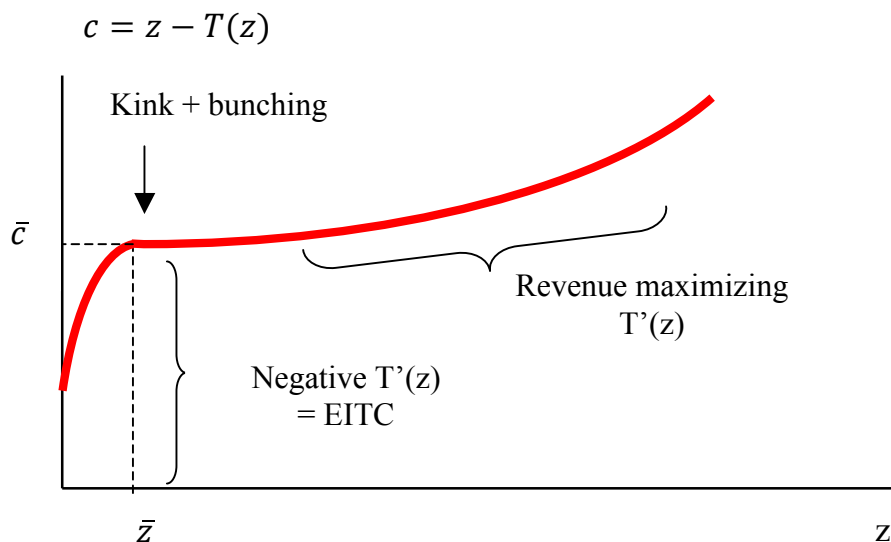 c = z − T(z)
Kink + bunching
c̄
Revenue maximizing
T’(z)
Negative T’(z)
= EITC
z̄
z